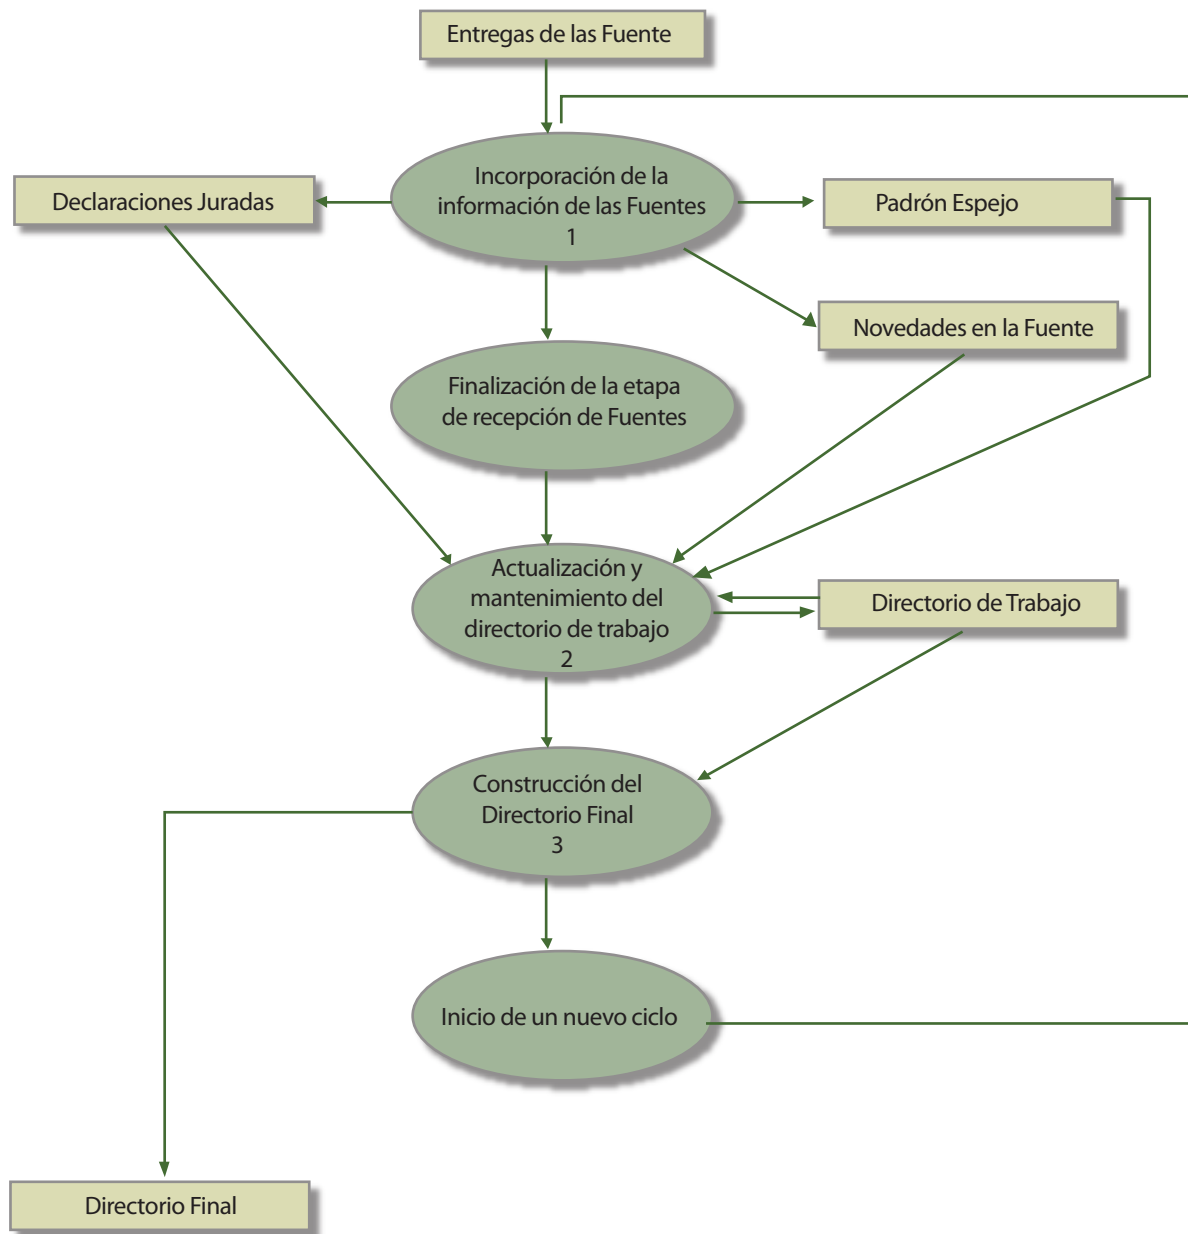 Entregas de las Fuente
Incorporación de la
información de las Fuentes
1
Declaraciones Juradas
Padrón Espejo
Novedades en la Fuente
Finalización de la etapa
de recepción de Fuentes
Actualización y
mantenimiento del
directorio de trabajo
2
Directorio de Trabajo
Construcción del
Directorio Final
3
Inicio de un nuevo ciclo
Directorio Final